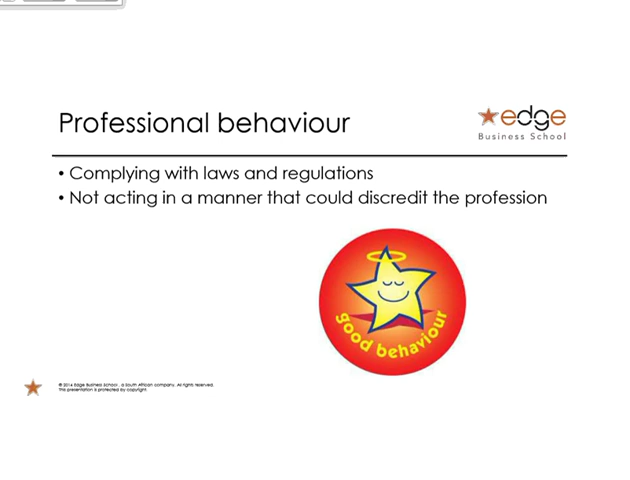 Professional behaviour
edge
Business School
• Complying with laws and regulations
• Not acting in a manner that could discredit the profession
good behaviour
© 2016 Edge Business School , a South African company. All rights reserved.
This presentation is protected by copyright.